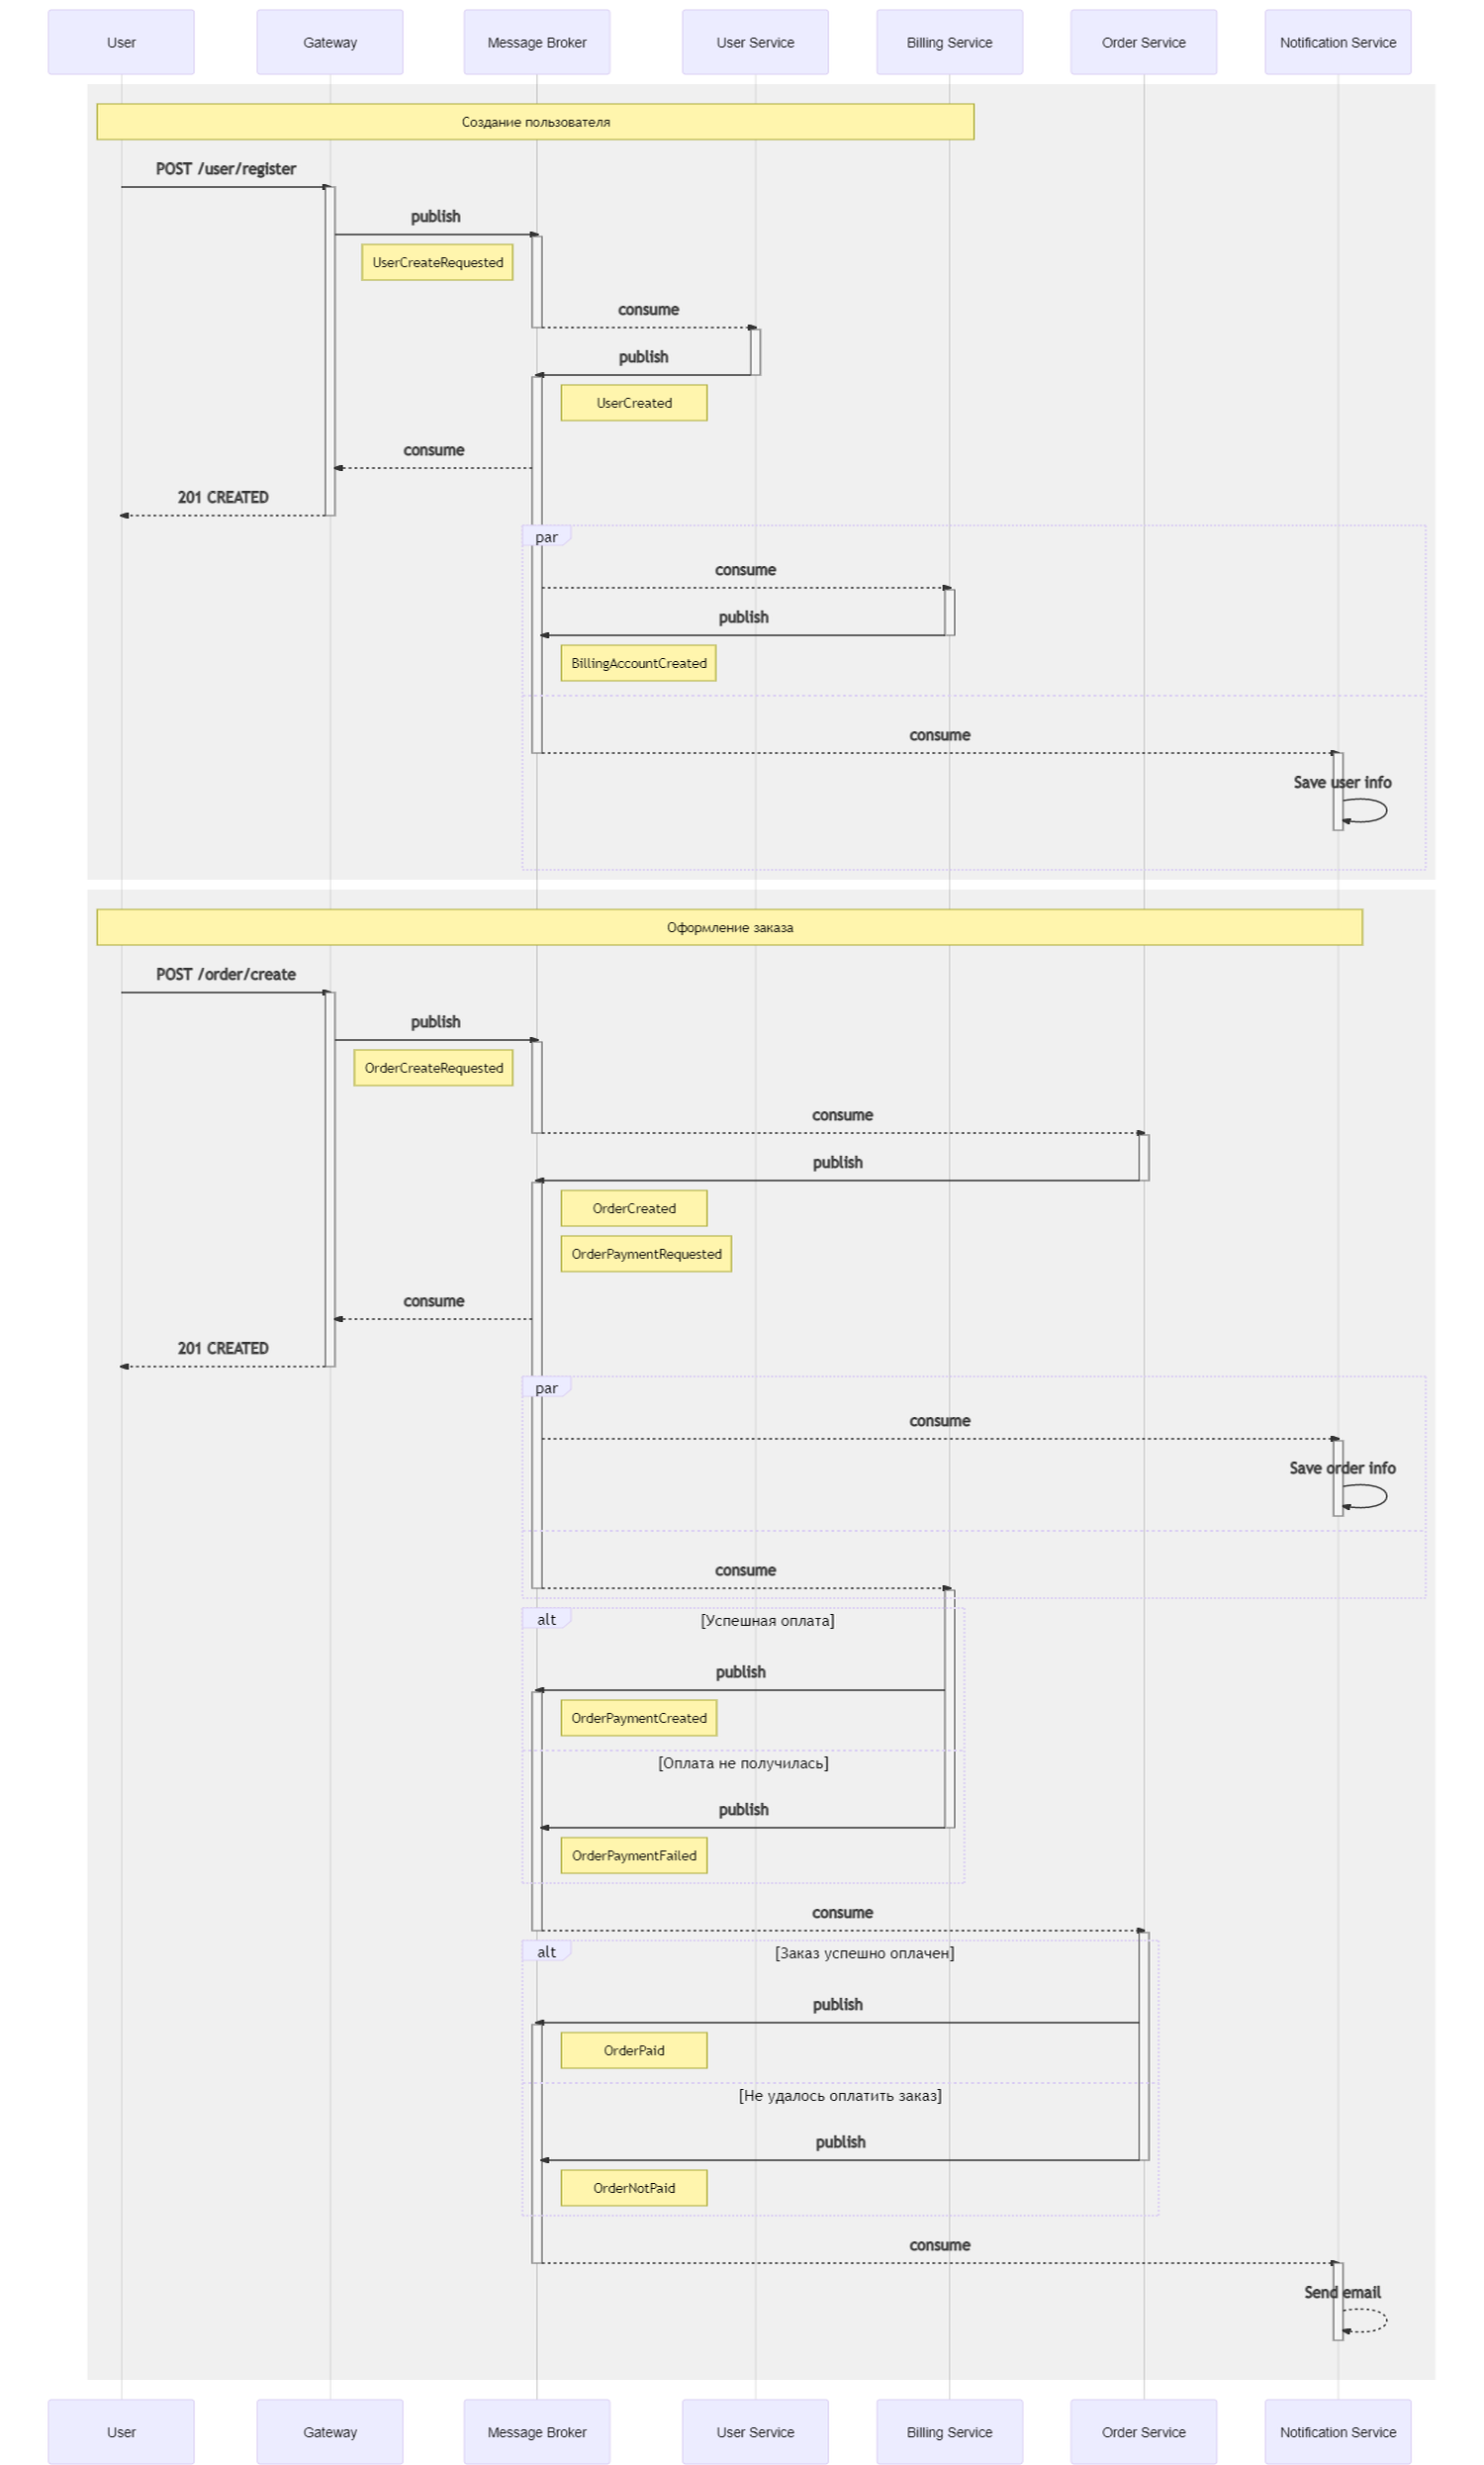 User
Gateway
Message Broker
User Service
Billing Service
Order Service
Notification Service
Создание пользователя
POST /user/register
publish
UserCreateRequested
consume
publish
UserCreated
consume
201 CREATED
par
consume
publish
BillingAccountCreated
consume
Save user info
Оформление заказа
POST /order/create
publish
OrderCreateRequested
consume
publish
OrderCreated
OrderPaymentRequested
consume
201 CREATED
par
consume
Save order info
consume
alt
[Успешная оплата]
publish
OrderPaymentCreated
[Оплата не получилась]
publish
OrderPaymentFailed
consume
alt
[Заказ успешно оплачен]
publish
OrderPaid
[Не удалось оплатить заказ]
publish
OrderNotPaid
consume
Send email
User
Gateway
Message Broker
User Service
Billing Service
Order Service
Notification Service